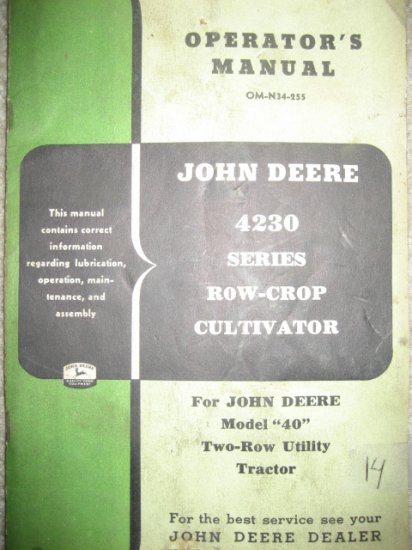 OPERATOR'S
MANUAL
OM-N34-255
JOHN DEERE
4230
SERIES
ROW-CROP
CULTIVATOR
This manual
contains correct
information
regarding lubrication,
operation, main-
tenance, and
assembly
JOHN DEERE
For JOHN DEERE
Model "40"
Two-Row Utility
Tractor
14
For the best service see your
JOHN DEERE DEALER